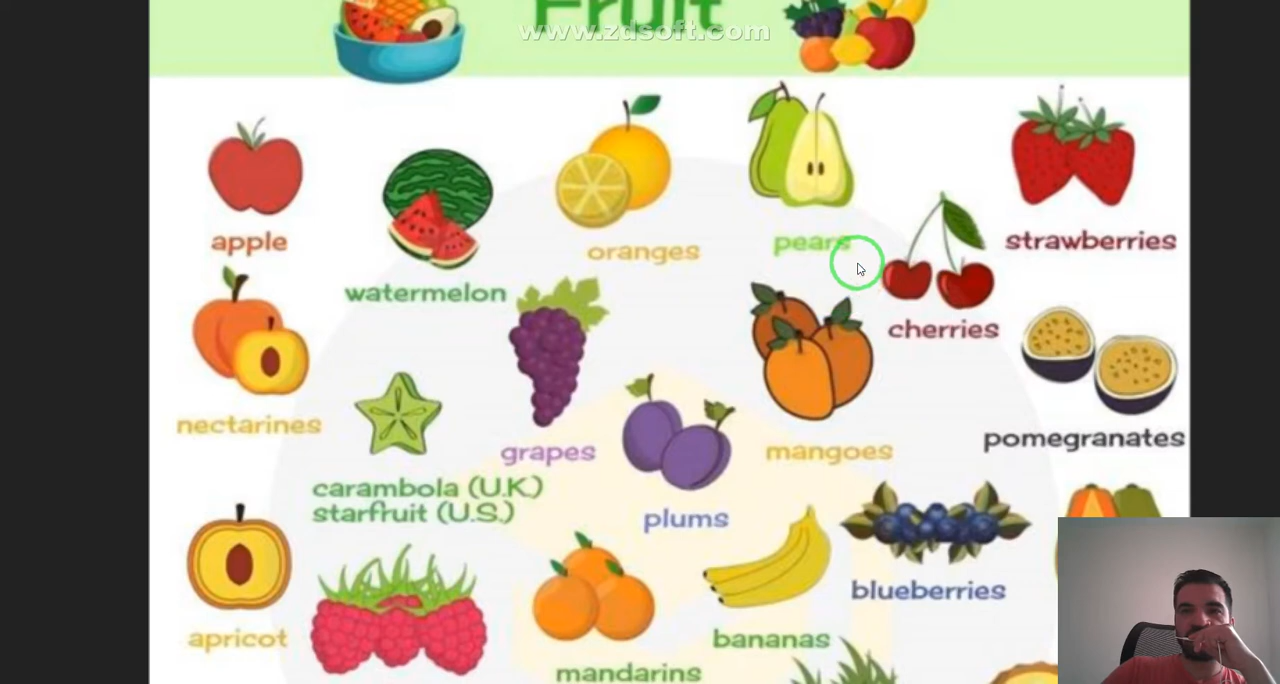 Fruit
www.zdsoft.com
apple
watermelon
oranges
pears
strawberries
cherries
nectarines
grapes
mangoes
pomegranates
carambola (U.K.)
starfruit (U.S.)
plums
blueberries
apricot
bananas
mandarins